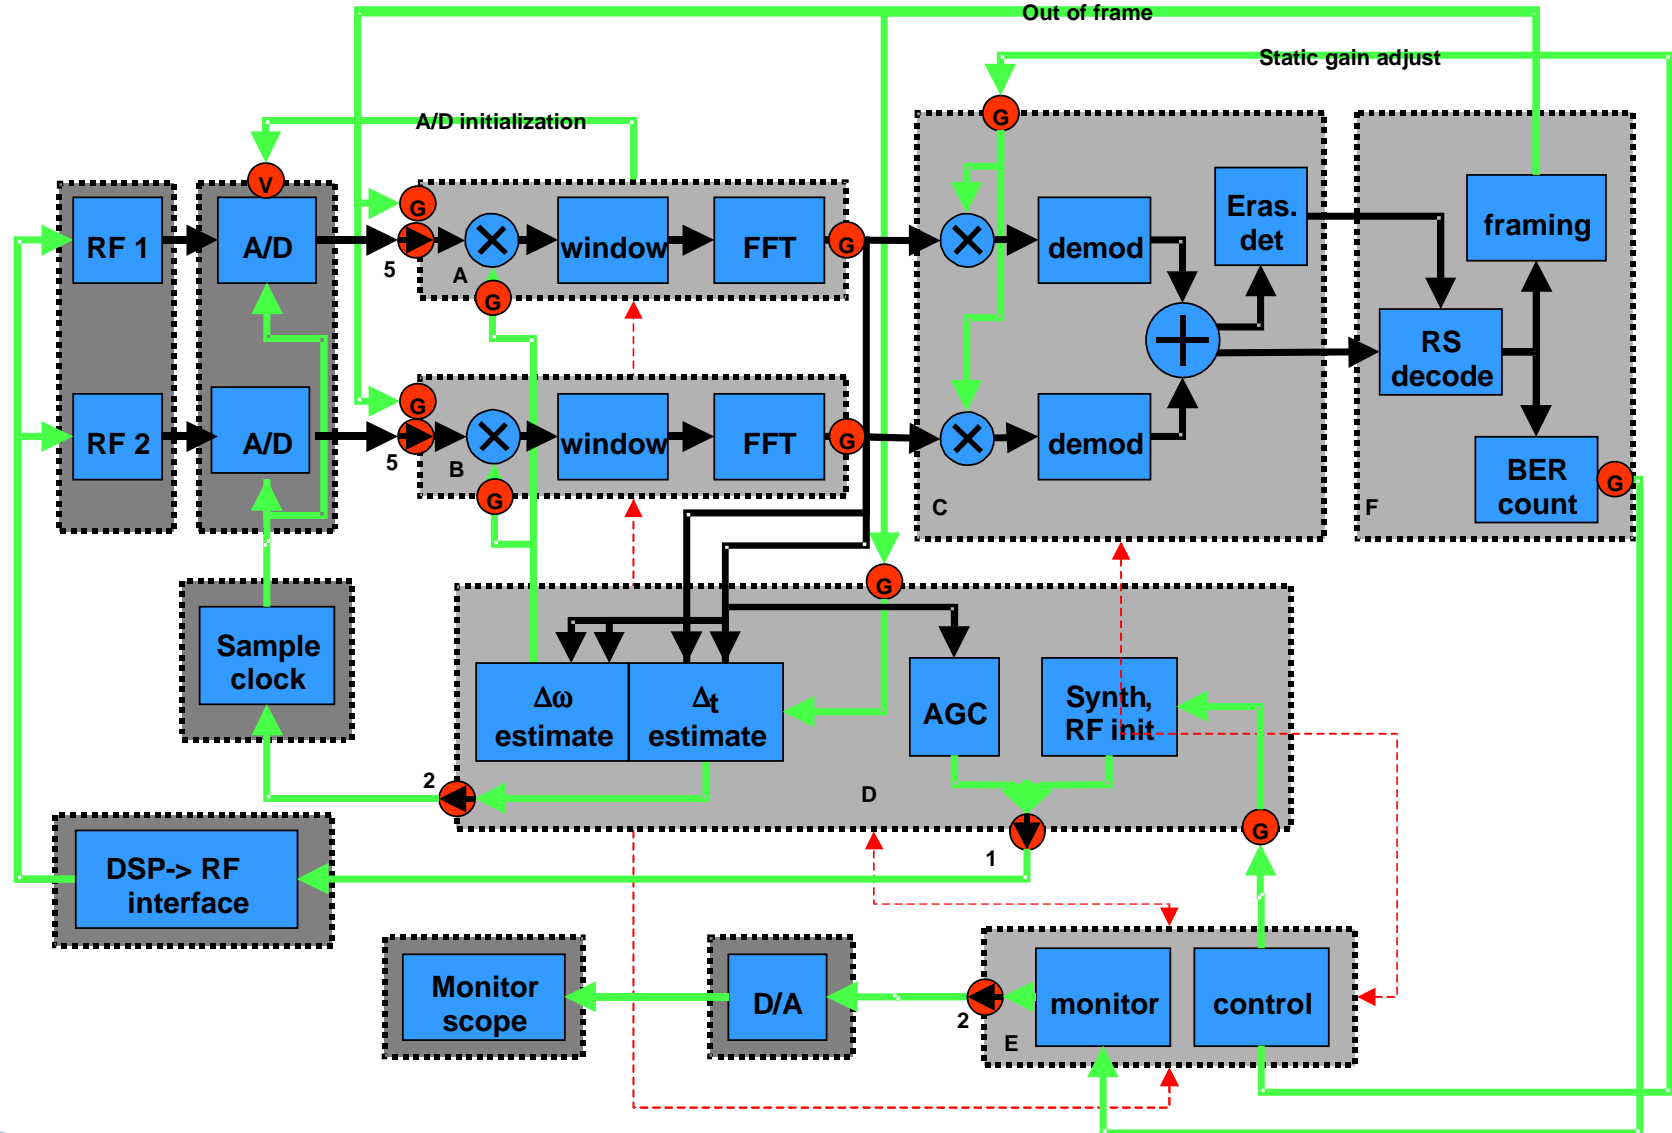 Out of frame
Static gain adjust
G
A/D initialization
V
G
RF 1
A/D
5
A
window
FFT
G
G
demod
Eras.
det
framing
G
RF 2
A/D
5
B
window
FFT
G
G
demod
RS
decode
BER
count
G
C
F
G
Sample
clock
Δω
estimate
Δt
estimate
AGC
Synth,
RF init
2
D
1
G
DSP-> RF
interface
Monitor
scope
D/A
2
monitor
control
E